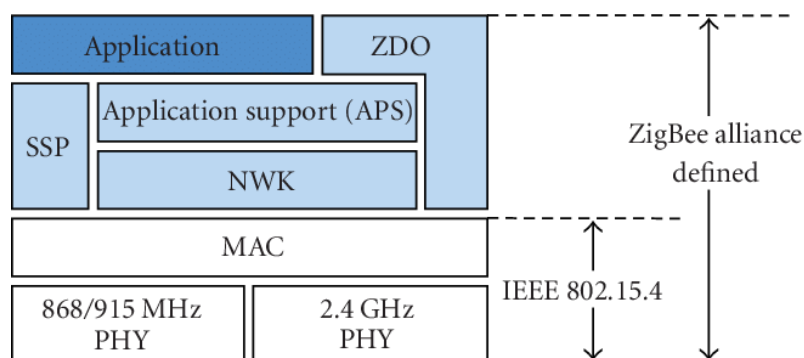 Application
ZDO
Application support (APS)
SSP
NWK
ZigBee alliance
defined
MAC
IEEE 802.15.4
868/915 MHz
PHY
2.4 GHz
PHY